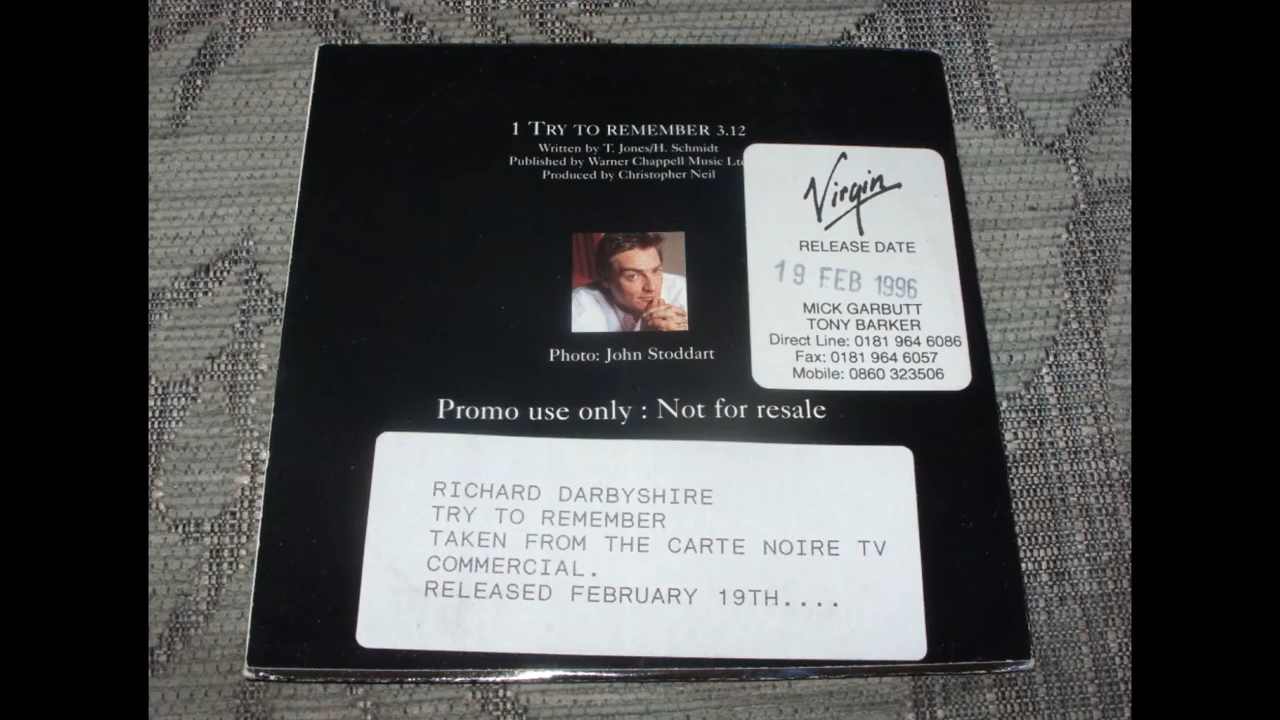 1 TRY TO REMEMBER 3.12
Written by T. Jones/H. Schmidt
Published by Warner Chappell Music Ltd
Produced by Christopher Neil
Virgin
RELEASE DATE
19 FEB 1996
MICK GARBUTT
TONY BARKER
Direct Line: 0181 964 6086
Fax: 0181 964 6057
Mobile: 0860 323506
Photo: John Stoddart
Promo use only : Not for resale
RICHARD DARBYSHIRE
TRY TO REMEMBER
TAKEN FROM THE CARTE NOIRE TV
COMMERCIAL.
RELEASED FEBRUARY 19TH....